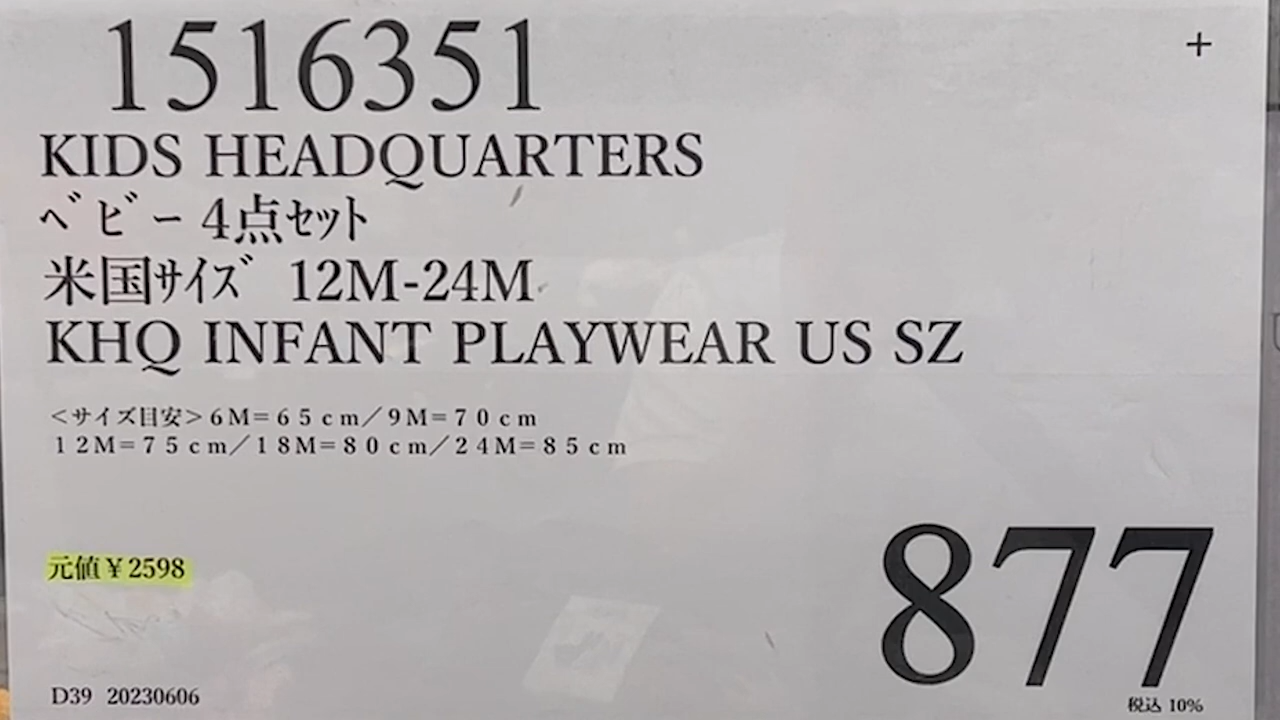 +
1516351
KIDS HEADQUARTERS
ﾍﾞﾋﾞｰ 4点ｾｯﾄ
米国ｻｲｽﾞ 12M-24M
KHQ INFANT PLAYWEAR US SZ
＜サイズ目安＞６Ｍ＝６５ｃｍ／９Ｍ＝７０ｃｍ
１２Ｍ＝７５ｃｍ／１８Ｍ＝８０ｃｍ／２４Ｍ＝８５ｃｍ
元値￥2598
877
税込 10%
D39 20230606